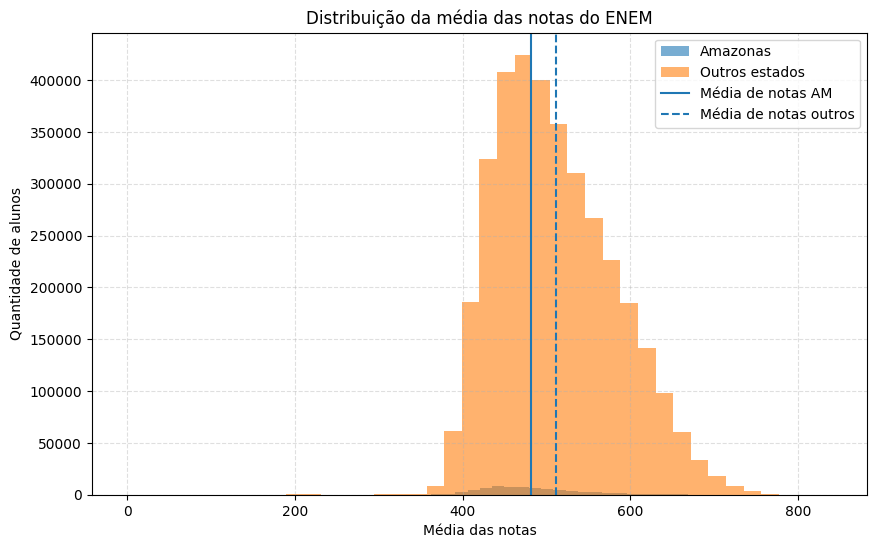 Distribuição da média das notas do ENEM
Amazonas
Outros estados
Média de notas AM
Média de notas outros
Quantidade de alunos
400000
350000
300000
250000
200000
150000
100000
50000
0
0 200 400 600 800
Média das notas